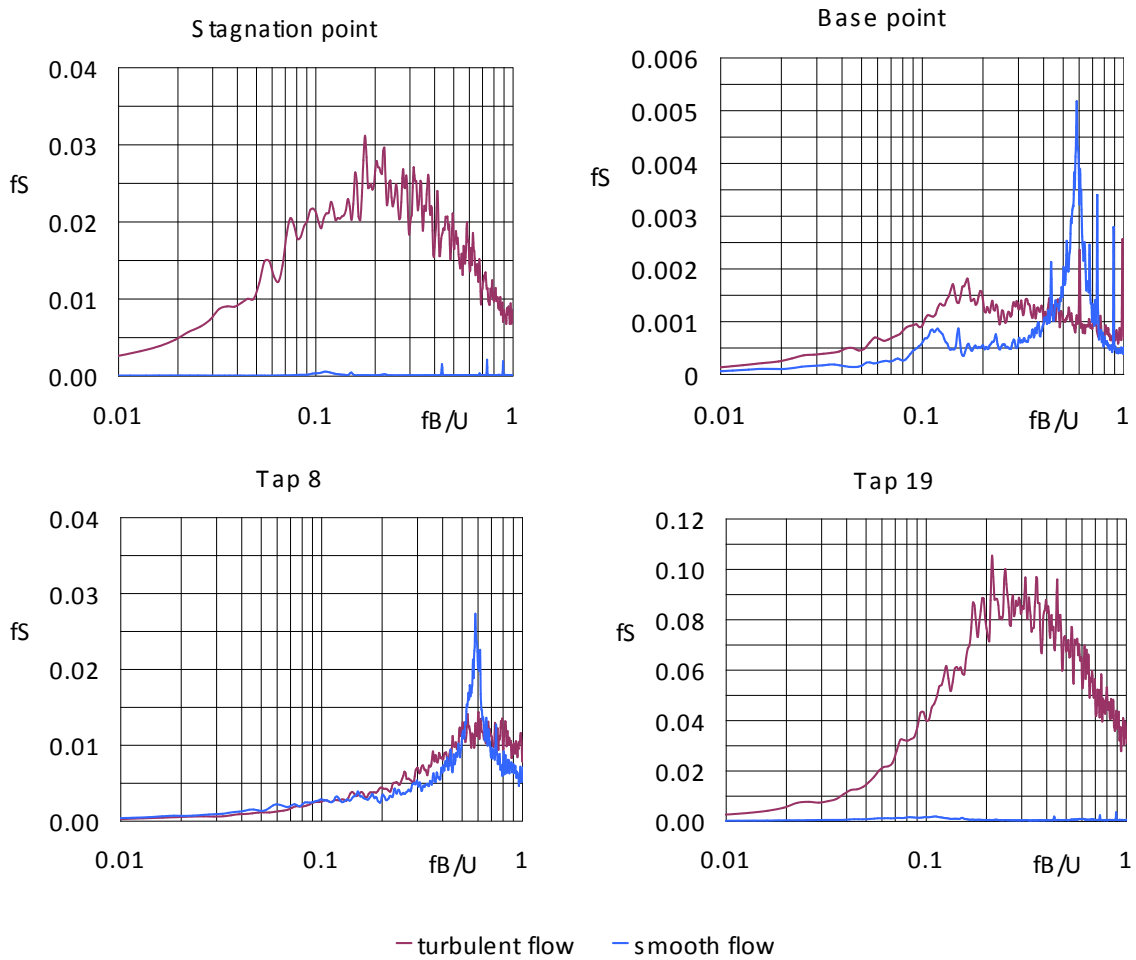 Stagnation point
0.04
0.03
fS
0.02
0.01
0.00
0.01
0.1
fB/U
1
Base point
0.006
0.005
0.004
fS
0.003
0.002
0.001
0
0.01
0.1
fB/U
1
Tap 8
0.04
0.03
fS
0.02
0.01
0.00
0.01
0.1
fB/U
1
Tap 19
0.12
0.10
fS
0.08
0.06
0.04
0.02
0.00
0.01
0.1
fB/U
1
turbulent flow
smooth flow